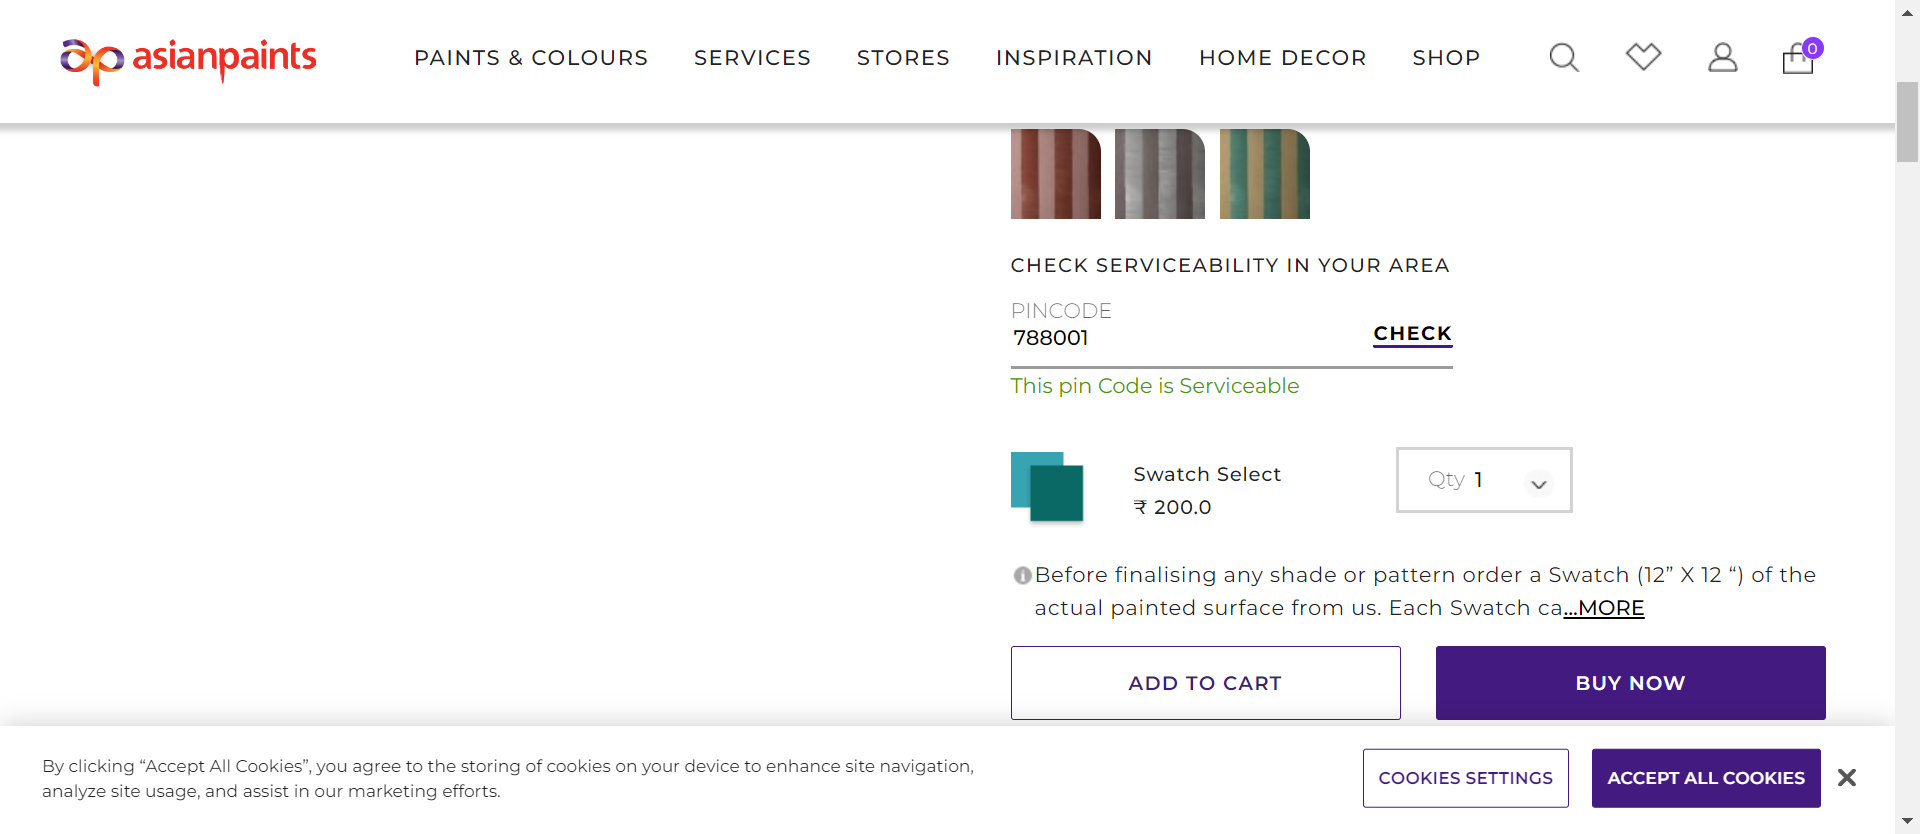 asianpaints
PAINTS & COLOURS SERVICES STORES INSPIRATION HOME DECOR SHOP 0
CHECK SERVICEABILITY IN YOUR AREA
PINCODE
788001 CHECK
This pin Code is Serviceable
Swatch Select
₹ 200.0
Qty 1
Before finalising any shade or pattern order a Swatch (12” X 12 “) of the
actual painted surface from us. Each Swatch ca...MORE
ADD TO CART BUY NOW
By clicking “Accept All Cookies”, you agree to the storing of cookies on your device to enhance site navigation,
analyze site usage, and assist in our marketing efforts.
COOKIES SETTINGS ACCEPT ALL COOKIES